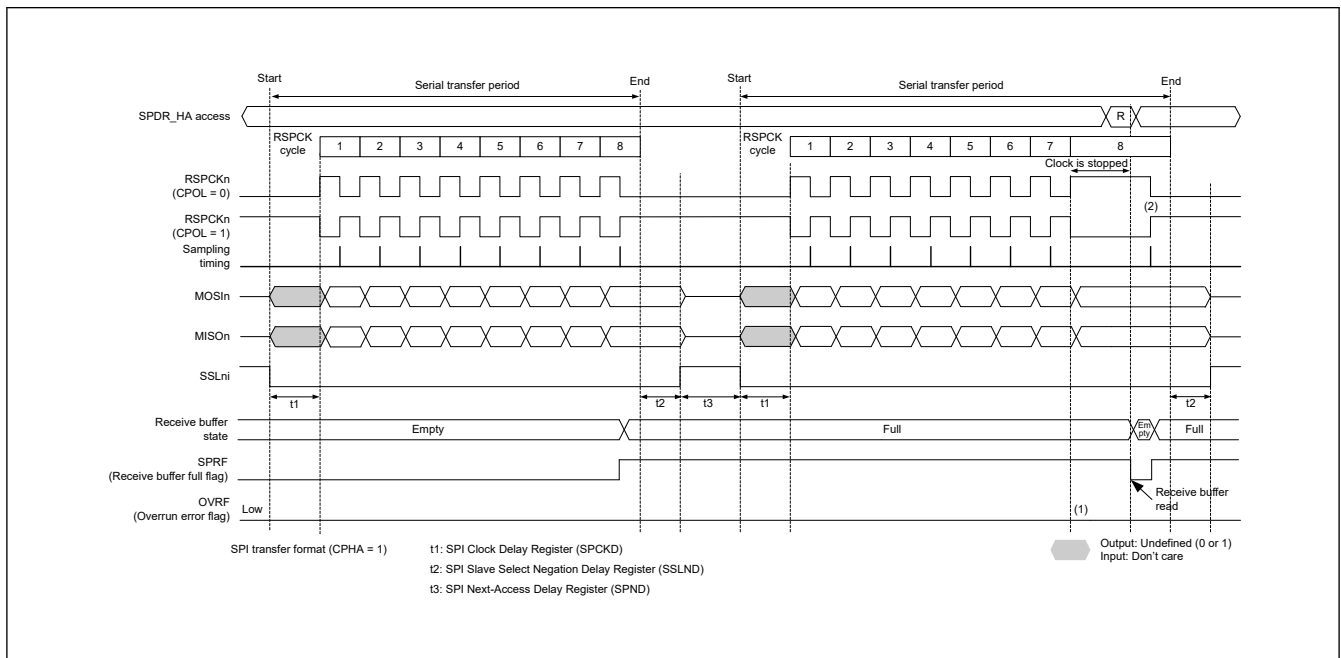 Start
Serial transfer period
End
Start
Serial transfer period
End
SPDR_HA access
R
RSPCK
cycle
1 2 3 4 5 6 7 8
RSPCK
cycle
1 2 3 4 5 6 7 8
Clock is stopped
RSPCKn
(CPOL = 0)
(2)
RSPCKn
(CPOL = 1)
Sampling
timing
MOSIn
MISOn
SSLni
t1
t2
t3
t1
t2
Receive buffer
state
Empty
Full
Em
pty
Full
SPRF
(Receive buffer full flag)
Receive buffer
read
OVRF
(Overrun error flag)
Low
(1)
SPI transfer format (CPHA = 1)
t1: SPI Clock Delay Register (SPCKD)
t2: SPI Slave Select Negation Delay Register (SSLND)
t3: SPI Next-Access Delay Register (SPND)
Output: Undefined (0 or 1)
Input: Don't care